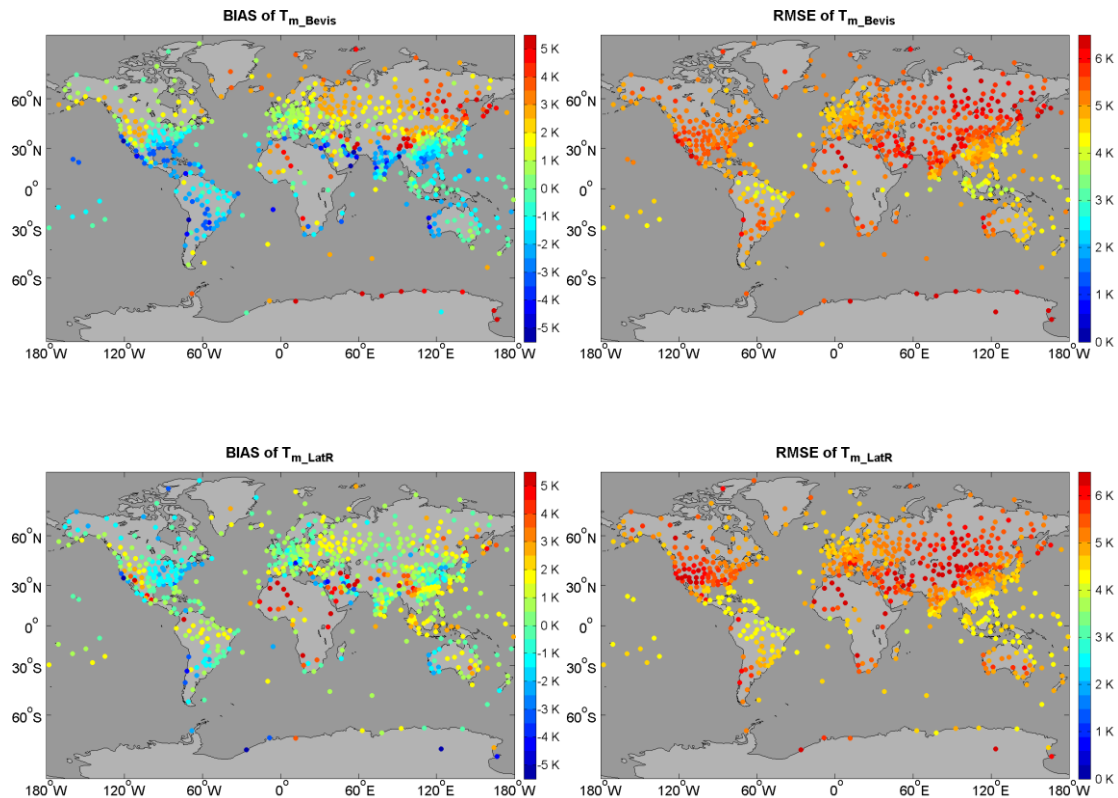 BIAS of Tm_Bevis
RMSE of Tm_Bevis
60°N
30°N
0°
30°S
60°S
180°W 120°W 60°W 0° 60°E 120°E 180°W
5 K
4 K
3 K
2 K
1 K
0 K
-1 K
-2 K
-3 K
-4 K
-5 K
60°N
30°N
0°
30°S
60°S
180°W 120°W 60°W 0° 60°E 120°E 180°W
6 K
5 K
4 K
3 K
2 K
1 K
0 K
BIAS of Tm_LatR
RMSE of Tm_LatR
60°N
30°N
0°
30°S
60°S
180°W 120°W 60°W 0° 60°E 120°E 180°W
5 K
4 K
3 K
2 K
1 K
0 K
-1 K
-2 K
-3 K
-4 K
-5 K
60°N
30°N
0°
30°S
60°S
180°W 120°W 60°W 0° 60°E 120°E 180°W
6 K
5 K
4 K
3 K
2 K
1 K
0 K